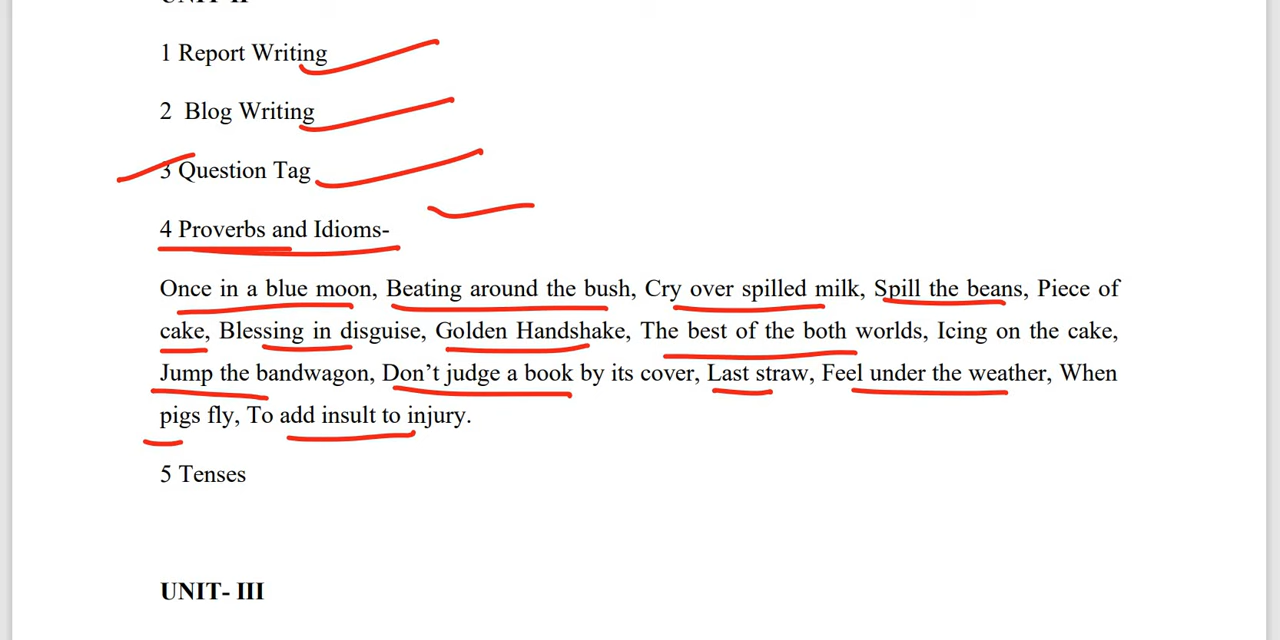 UNIT-II
1 Report Writing
2 Blog Writing
3 Question Tag
4 Proverbs and Idioms-
Once in a blue moon, Beating around the bush, Cry over spilled milk, Spill the beans, Piece of
cake, Blessing in disguise, Golden Handshake, The best of the both worlds, Icing on the cake,
Jump the bandwagon, Don’t judge a book by its cover, Last straw, Feel under the weather, When
pigs fly, To add insult to injury.
5 Tenses
UNIT- III